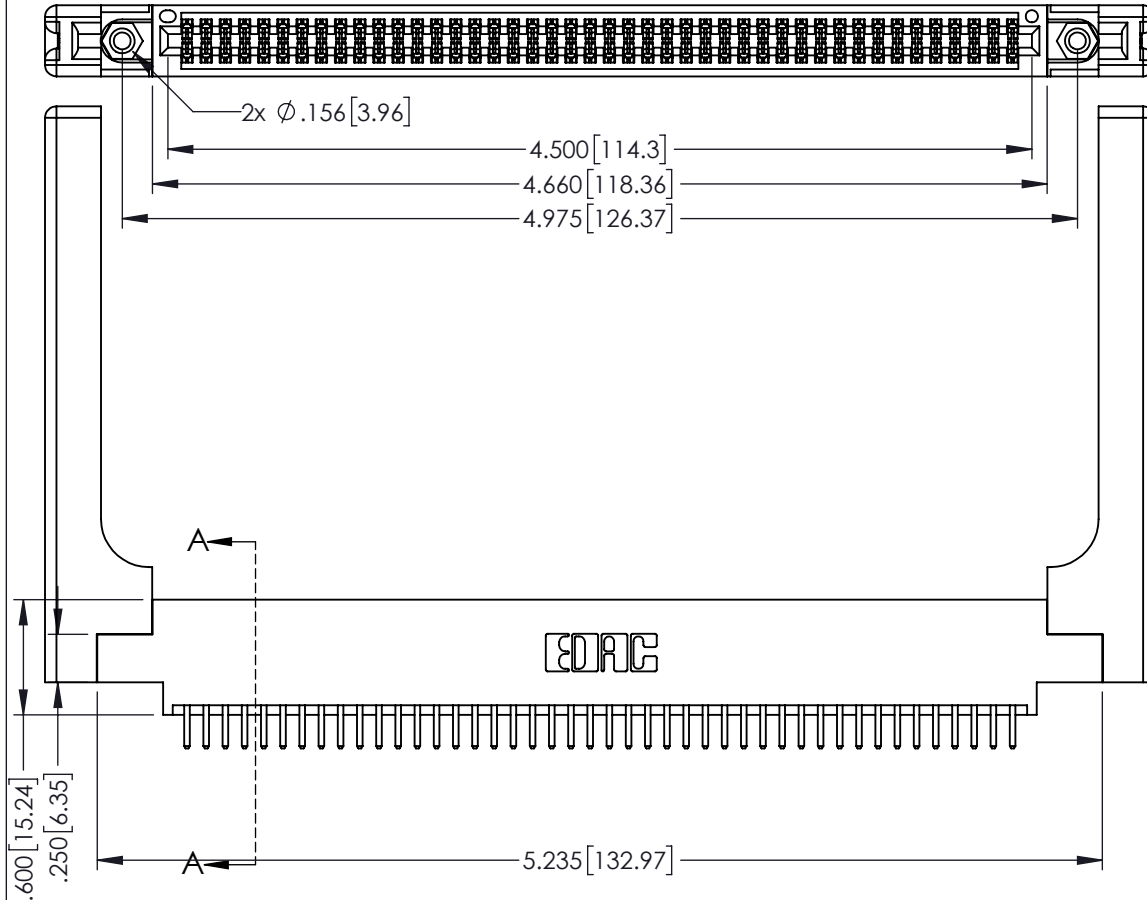 2x Ø .156[3.96]
4.500[114.3]
4.660[118.36]
4.975[126.37]
A
EDAC
.600[15.24]
.250[6.35]
A
5.235[132.97]